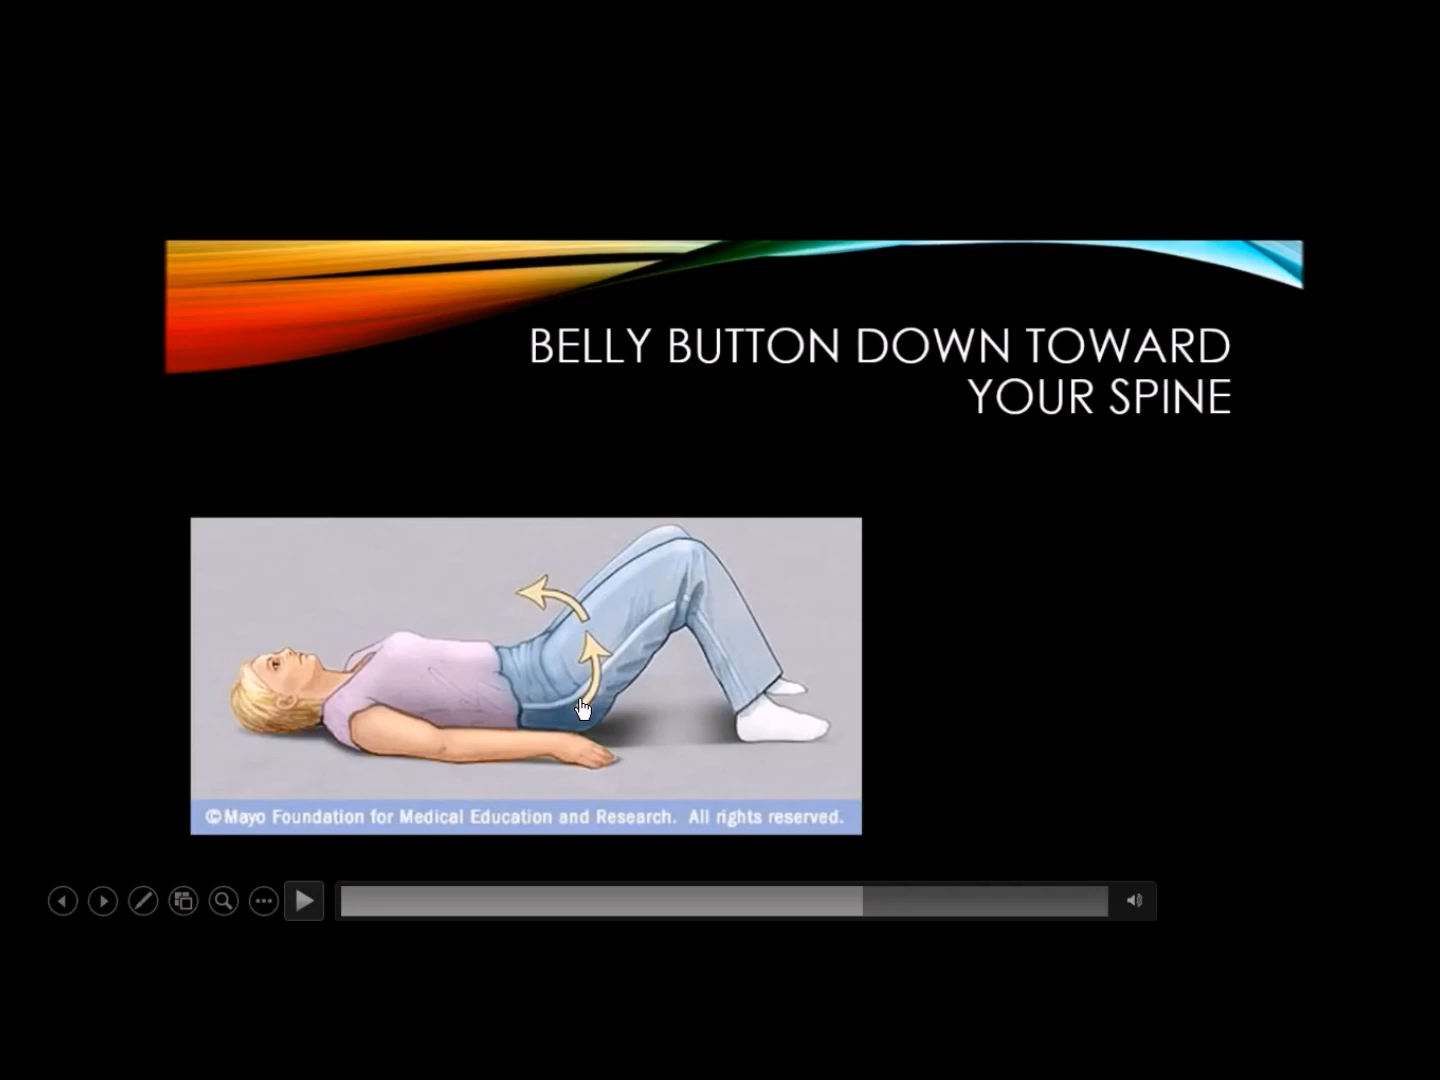 BELLY BUTTON DOWN TOWARD
YOUR SPINE
©Mayo Foundation for Medical Education and Research. All rights reserved.